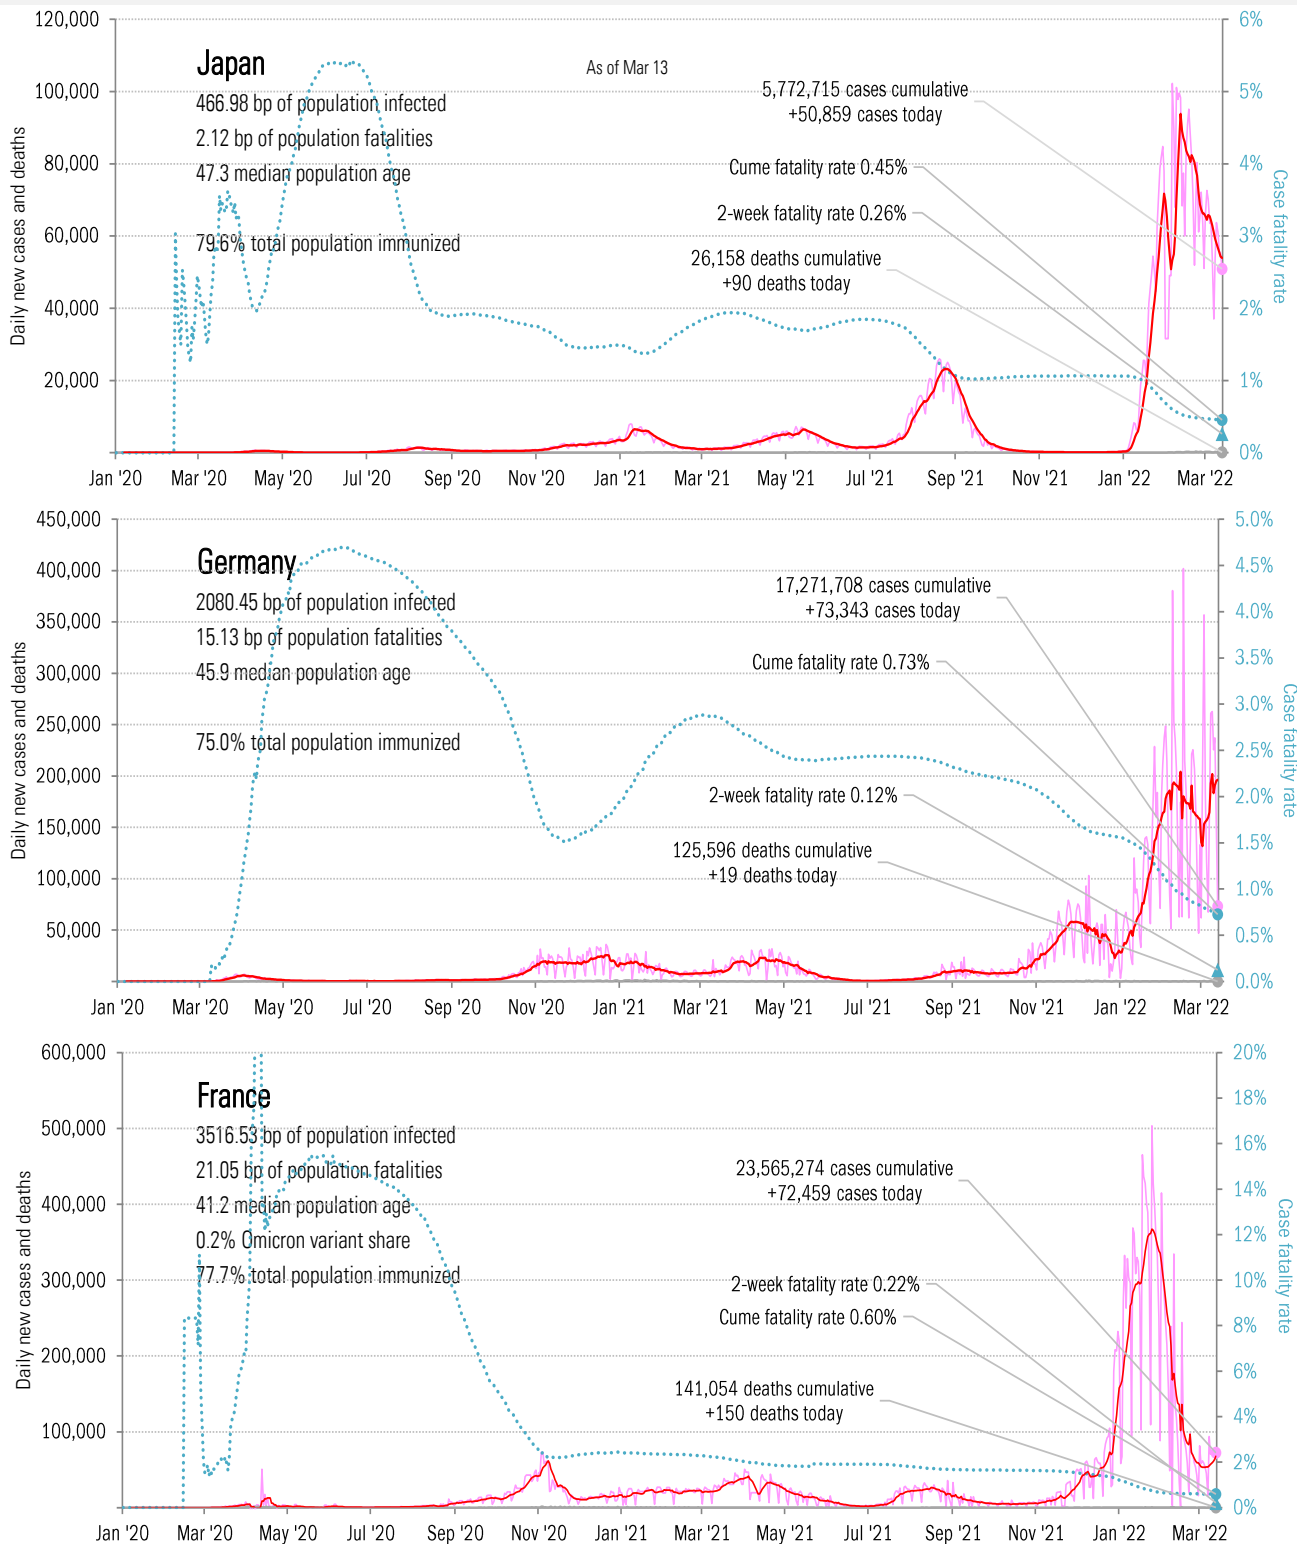 120,000
100,000
80,000
60,000
40,000
20,000
-
Daily new cases and deaths
Japan
466.98 bp of population infected
2.12 bp of population fatalities
47.3 median population age
79.6% total population immunized
As of Mar 13
5,772,715 cases cumulative
+50,859 cases today
Cume fatality rate 0.45%
2-week fatality rate 0.26%
26,158 deaths cumulative
+90 deaths today
6%
5%
4%
3%
2%
1%
0%
Case fatality rate
Jan '20 Mar '20 May '20 Jul '20 Sep '20 Nov '20 Jan '21 Mar '21 May '21 Jul '21 Sep '21 Nov '21 Jan '22 Mar '22
450,000
400,000
350,000
300,000
250,000
200,000
150,000
100,000
50,000
-
Daily new cases and deaths
Germany
2080.45 bp of population infected
15.13 bp of population fatalities
45.9 median population age
75.0% total population immunized
17,271,708 cases cumulative
+73,343 cases today
Cume fatality rate 0.73%
2-week fatality rate 0.12%
125,596 deaths cumulative
+19 deaths today
5.0%
4.5%
4.0%
3.5%
3.0%
2.5%
2.0%
1.5%
1.0%
0.5%
0.0%
Case fatality rate
Jan '20 Mar '20 May '20 Jul '20 Sep '20 Nov '20 Jan '21 Mar '21 May '21 Jul '21 Sep '21 Nov '21 Jan '22 Mar '22
600,000
500,000
400,000
300,000
200,000
100,000
-
Daily new cases and deaths
France
3516.53 bp of population infected
21.05 bp of population fatalities
41.2 median population age
0.2% Omicron variant share
77.7% total population immunized
23,565,274 cases cumulative
+72,459 cases today
2-week fatality rate 0.22%
Cume fatality rate 0.60%
141,054 deaths cumulative
+150 deaths today
20%
18%
16%
14%
12%
10%
8%
6%
4%
2%
0%
Case fatality rate
Jan '20 Mar '20 May '20 Jul '20 Sep '20 Nov '20 Jan '21 Mar '21 May '21 Jul '21 Sep '21 Nov '21 Jan '22 Mar '22